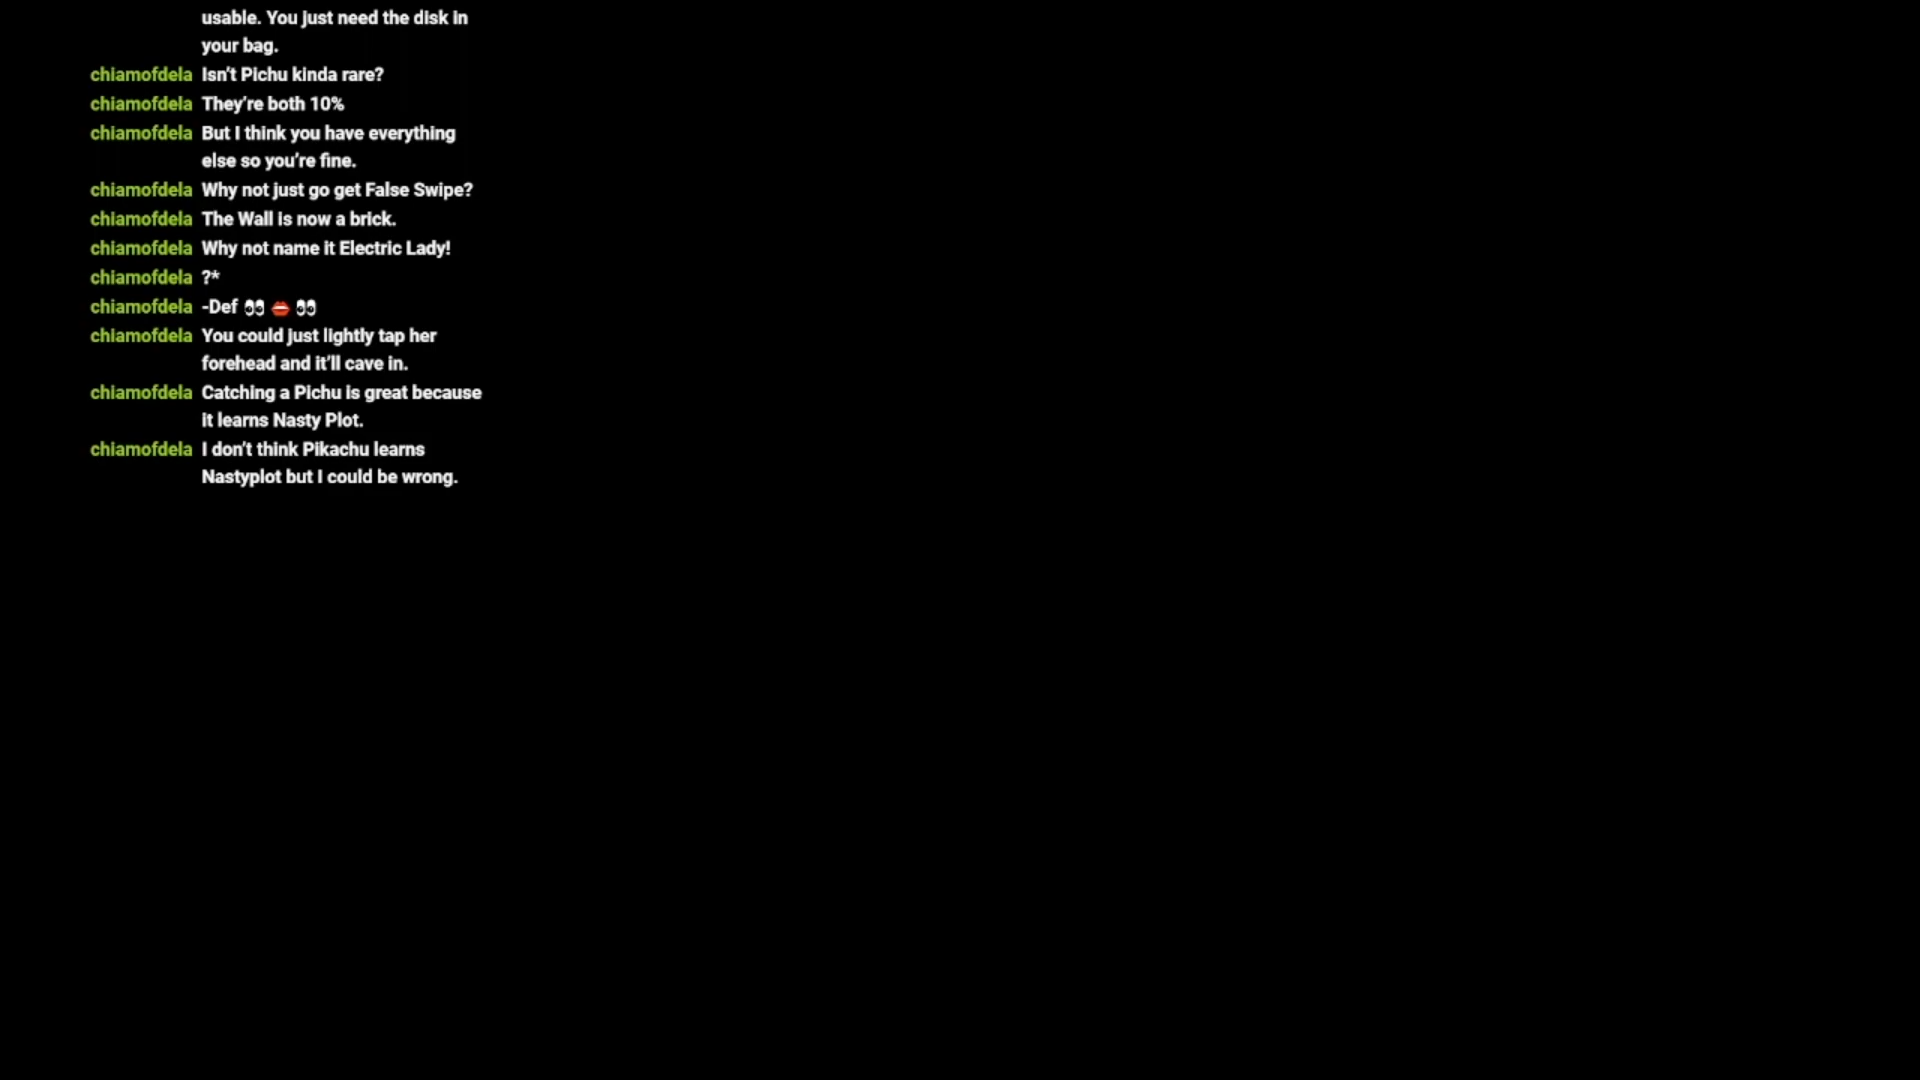 usable. You just need the disk in
your bag.
chiamofdela Isn't Pichu kinda rare?
chiamofdela They're both 10%
chiamofdela But I think you have everything
else so you're fine.
chiamofdela Why not just go get False Swipe?
chiamofdela The Wall is now a brick.
chiamofdela Why not name it Electric Lady!
chiamofdela ?*
chiamofdela -Def 👀 👄 👀
chiamofdela You could just lightly tap her
forehead and it'll cave in.
chiamofdela Catching a Pichu is great because
it learns Nasty Plot.
chiamofdela I don't think Pikachu learns
Nastyplot but I could be wrong.